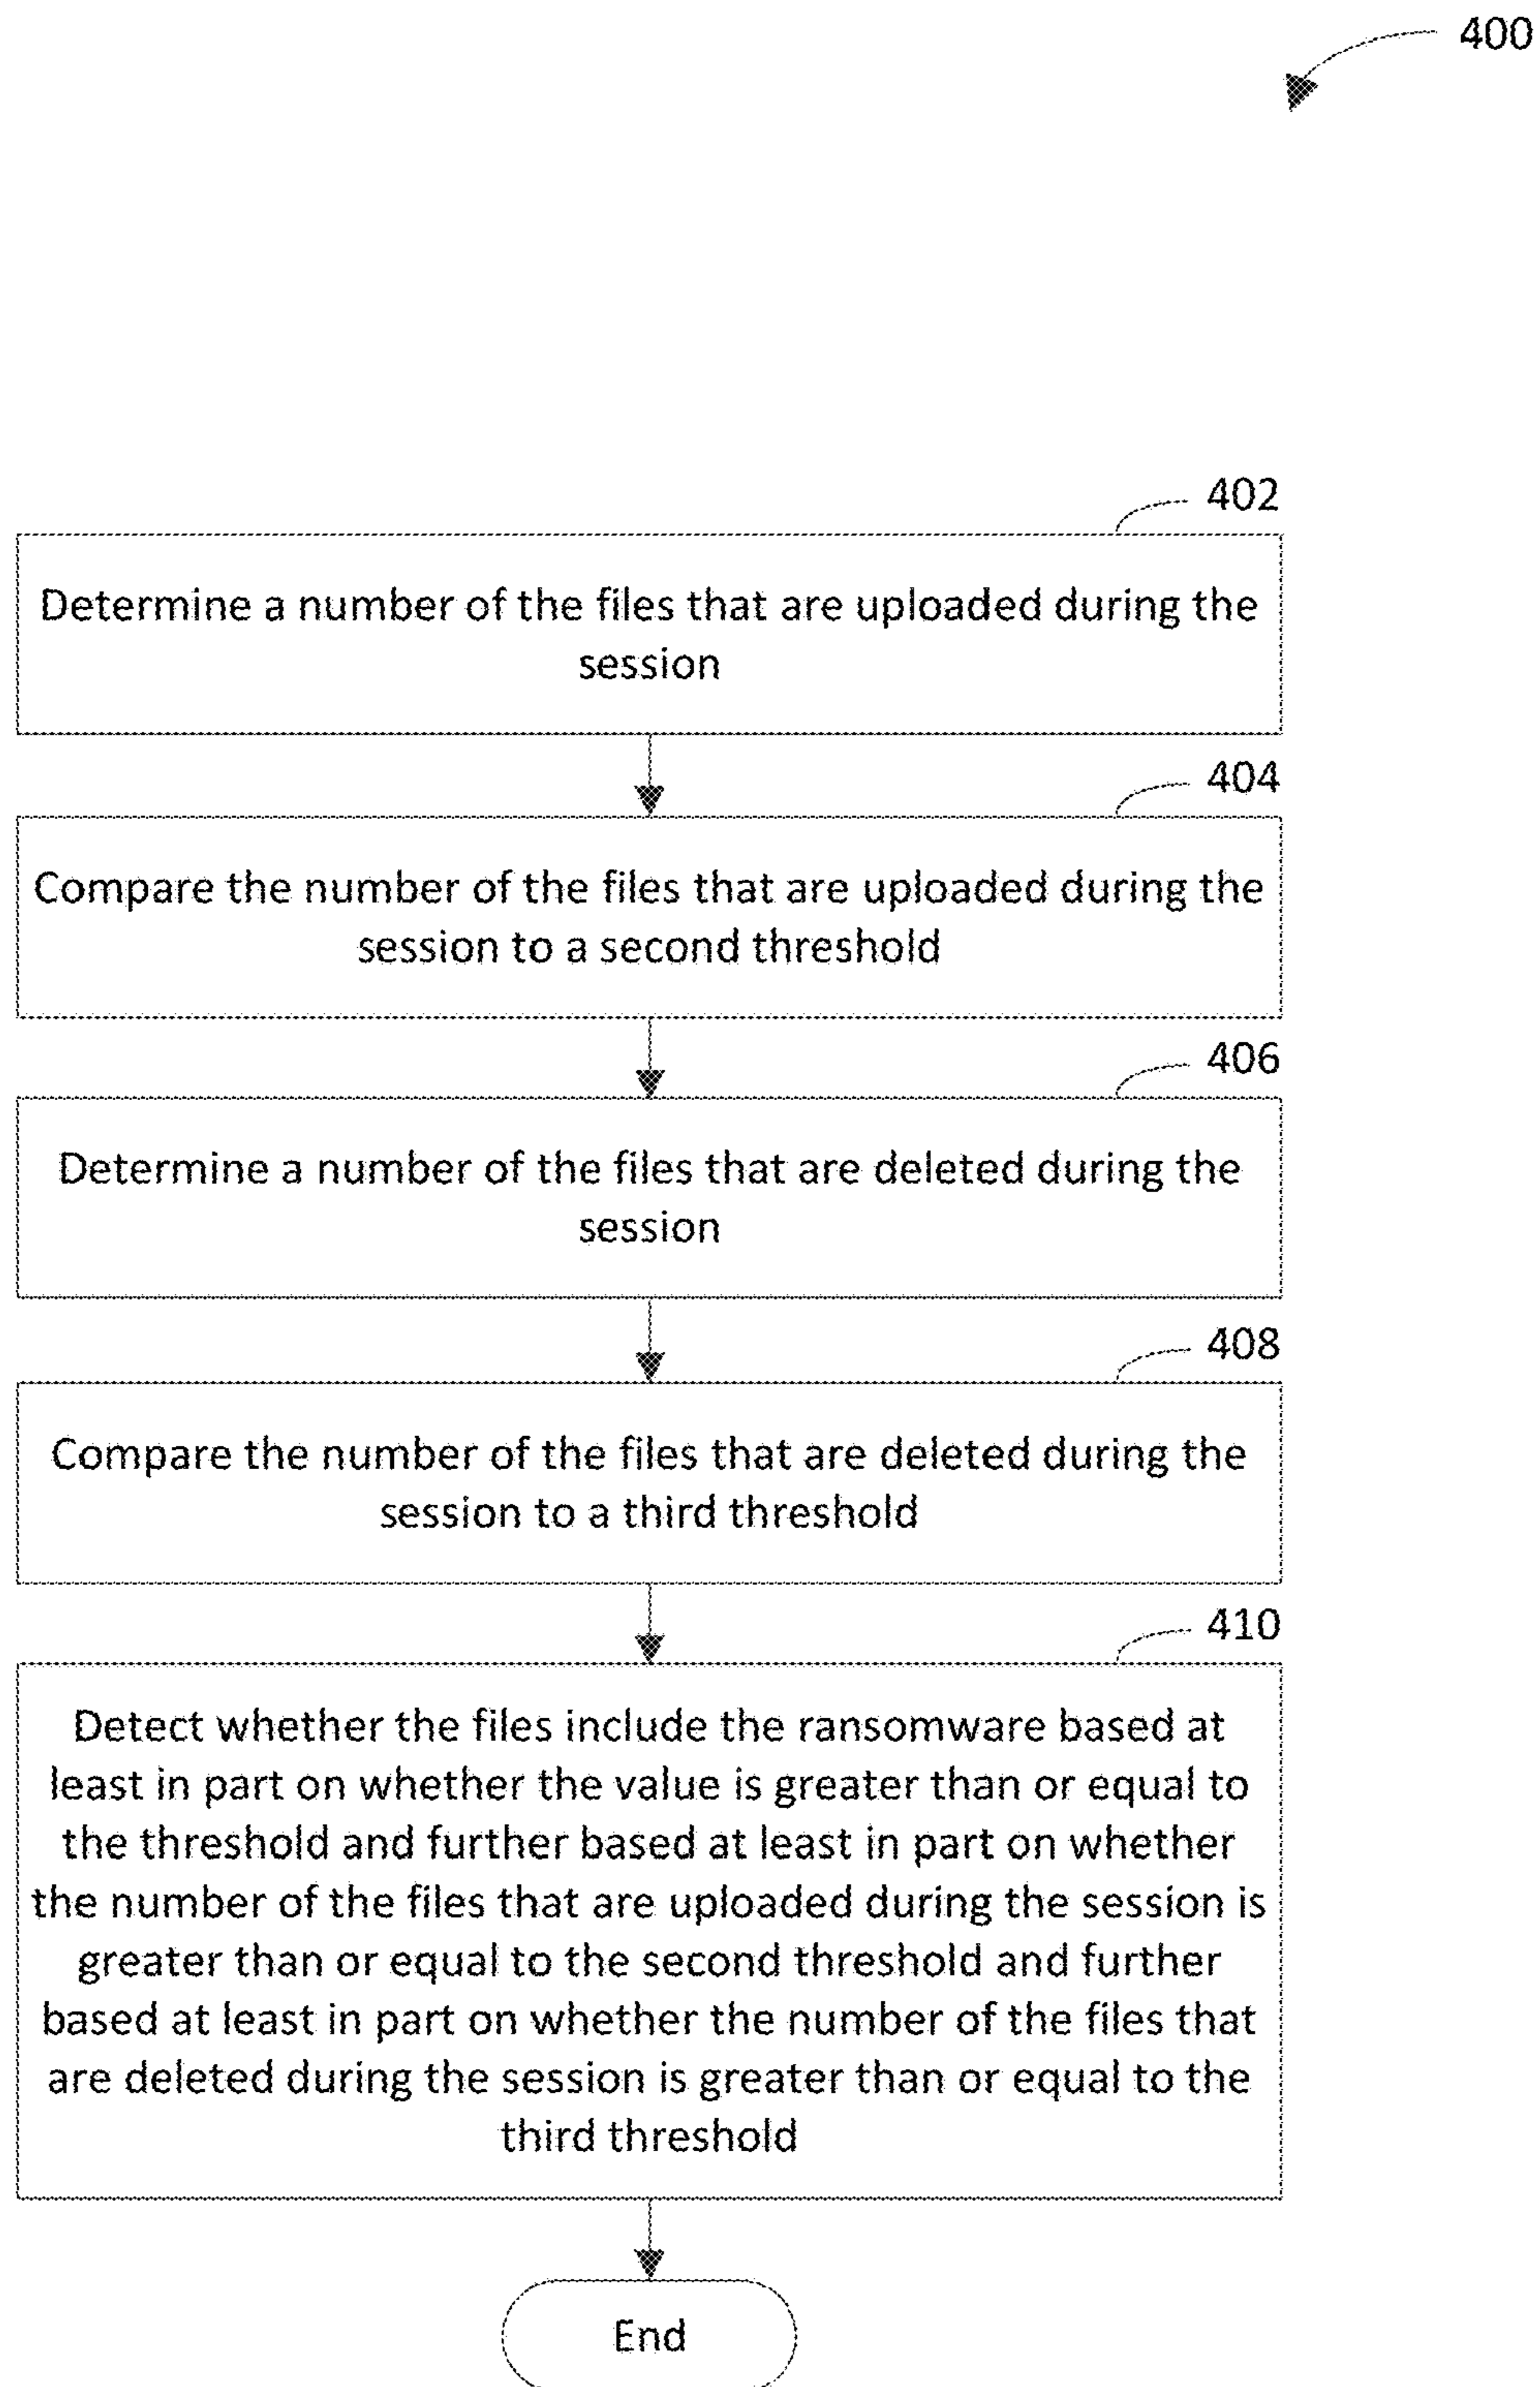 400
402
Determine a number of the files that are uploaded during the
session
404
Compare the number of the files that are uploaded during the
session to a second threshold
406
Determine a number of the files that are deleted during the
session
408
Compare the number of the files that are deleted during the
session to a third threshold
410
Detect whether the files include the ransomware based at
least in part on whether the value is greater than or equal to
the threshold and further based at least in part on whether
the number of the files that are uploaded during the session is
greater than or equal to the second threshold and further
based at least in part on whether the number of the files that
are deleted during the session is greater than or equal to the
third threshold
End